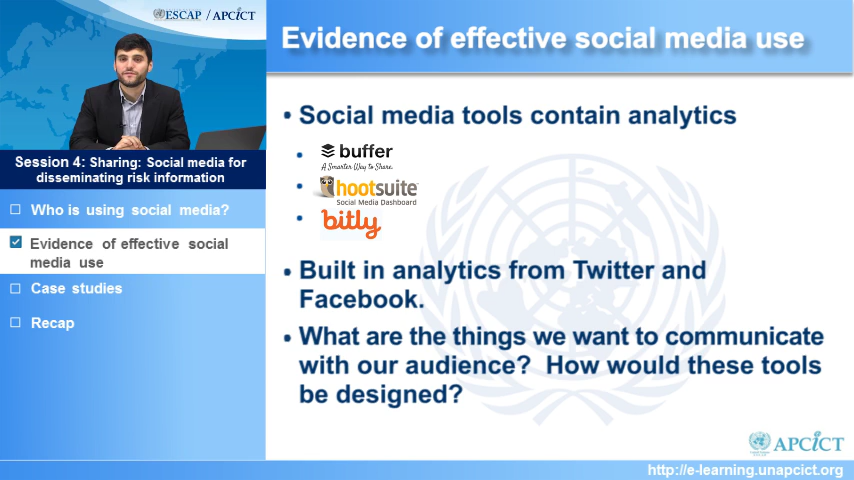 ESCAP / APCICT
Evidence of effective social media use
Session 4: Sharing: Social media for
disseminating risk information
Who is using social media?
Evidence of effective social
media use
Case studies
Recap
• Social media tools contain analytics
• buffer
A Smarter Way to Share.
• hootsuite
Social Media Dashboard
• bitly
• Built in analytics from Twitter and
Facebook.
• What are the things we want to communicate
with our audience? How would these tools
be designed?
APCICT
http://e-learning.unapcict.org